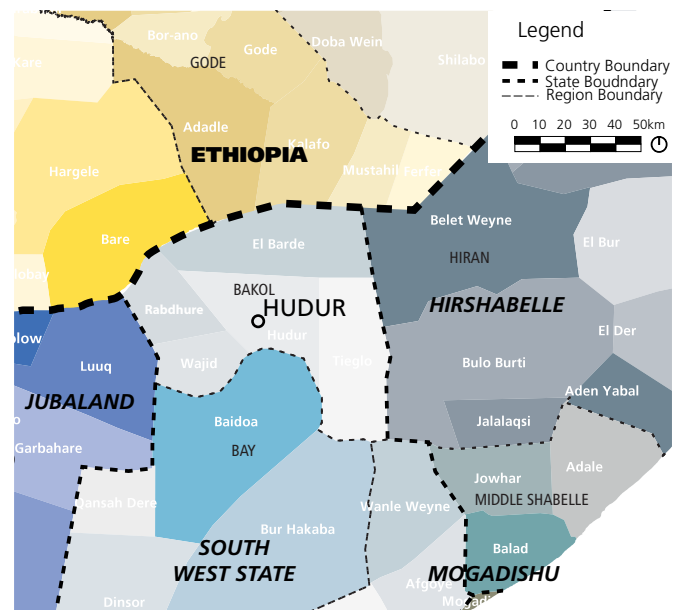 Legend
Country Boundary
State Boudndary
Region Boundary
0 10 20 30 40 50km
Bor-ano
Gode
Doba Wein
Shilabo
Kare
GODE
Adadle
Kalafo
ETHIOPIA
Hargele
Mustahil
Ferfer
Bare
Belet Weyne
El Barde
El Bur
HIRAN
BAKOL
Rabdhure
HUDUR
HIRSHABELLE
Hudur
El Der
Luuq
Wajid
Tieglo
Bulo Burti
Aden Yabal
JUBALAND
Baidoa
Jalalaqsi
Garbahare
BAY
Adale
Jowhar
Wanle Weyne
MIDDLE SHABELLE
Bur Hakaba
SOUTH
WEST STATE
Balad
MOGADISHU
Dinsor
Afgoye